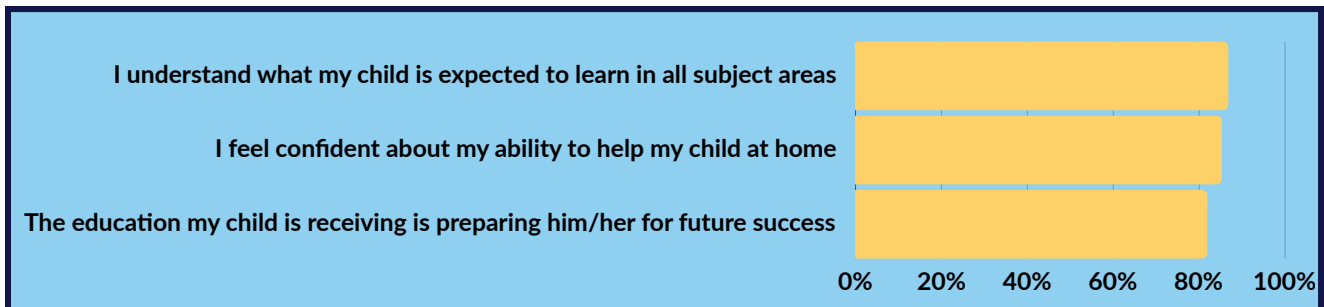 I understand what my child is expected to learn in all subject areas
I feel confident about my ability to help my child at home
The education my child is receiving is preparing him/her for future success
0% 20% 40% 60% 80% 100%